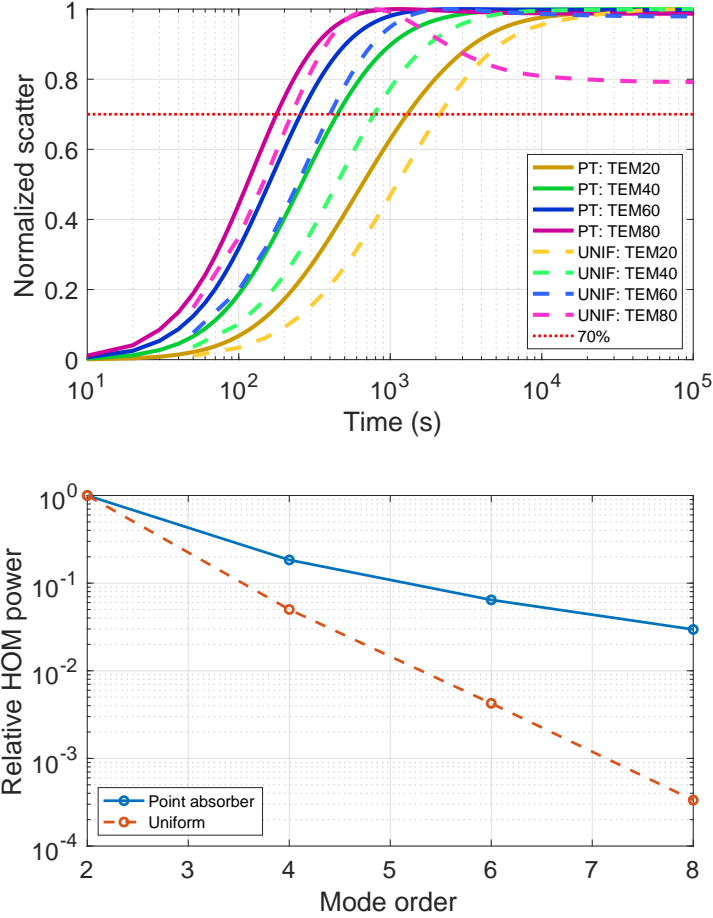 Normalized scatter
1
0.8
0.6
0.4
0.2
0
PT: TEM20
PT: TEM40
PT: TEM60
PT: TEM80
UNIF: TEM20
UNIF: TEM40
UNIF: TEM60
UNIF: TEM80
70%
10^1 10^2 10^3 10^4 10^5
Time (s)
Relative HOM power
10^0
10^-1
10^-2
10^-3
10^-4
Point absorber
Uniform
2 3 4 5 6 7 8
Mode order